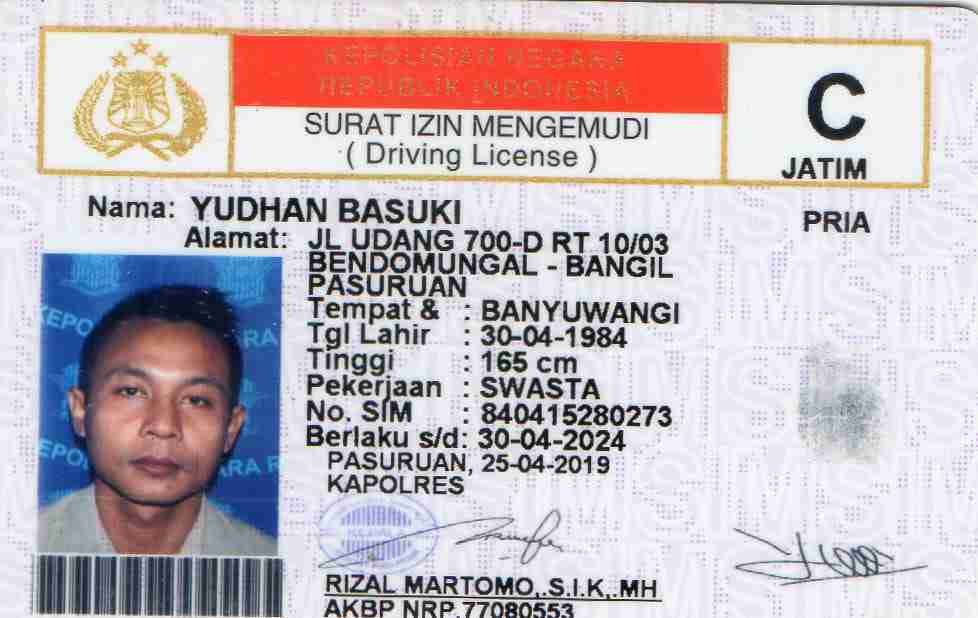 KEPOLISIAN NEGARA
REPUBLIK INDONESIA
SURAT IZIN MENGEMUDI
( Driving License )
C
JATIM
Nama: YUDHAN BASUKI
PRIA
Alamat: JL UDANG 700-D RT 10/03
BENDOMUNGAL - BANGIL
PASURUAN
Tempat & : BANYUWANGI
Tgl Lahir : 30-04-1984
Tinggi : 165 cm
Pekerjaan : SWASTA
No. SIM : 840415280273
Berlaku s/d: 30-04-2024
PASURUAN, 25-04-2019
KAPOLRES
RIZAL MARTOMO,.S.I.K,.MH
AKBP NRP.77080553